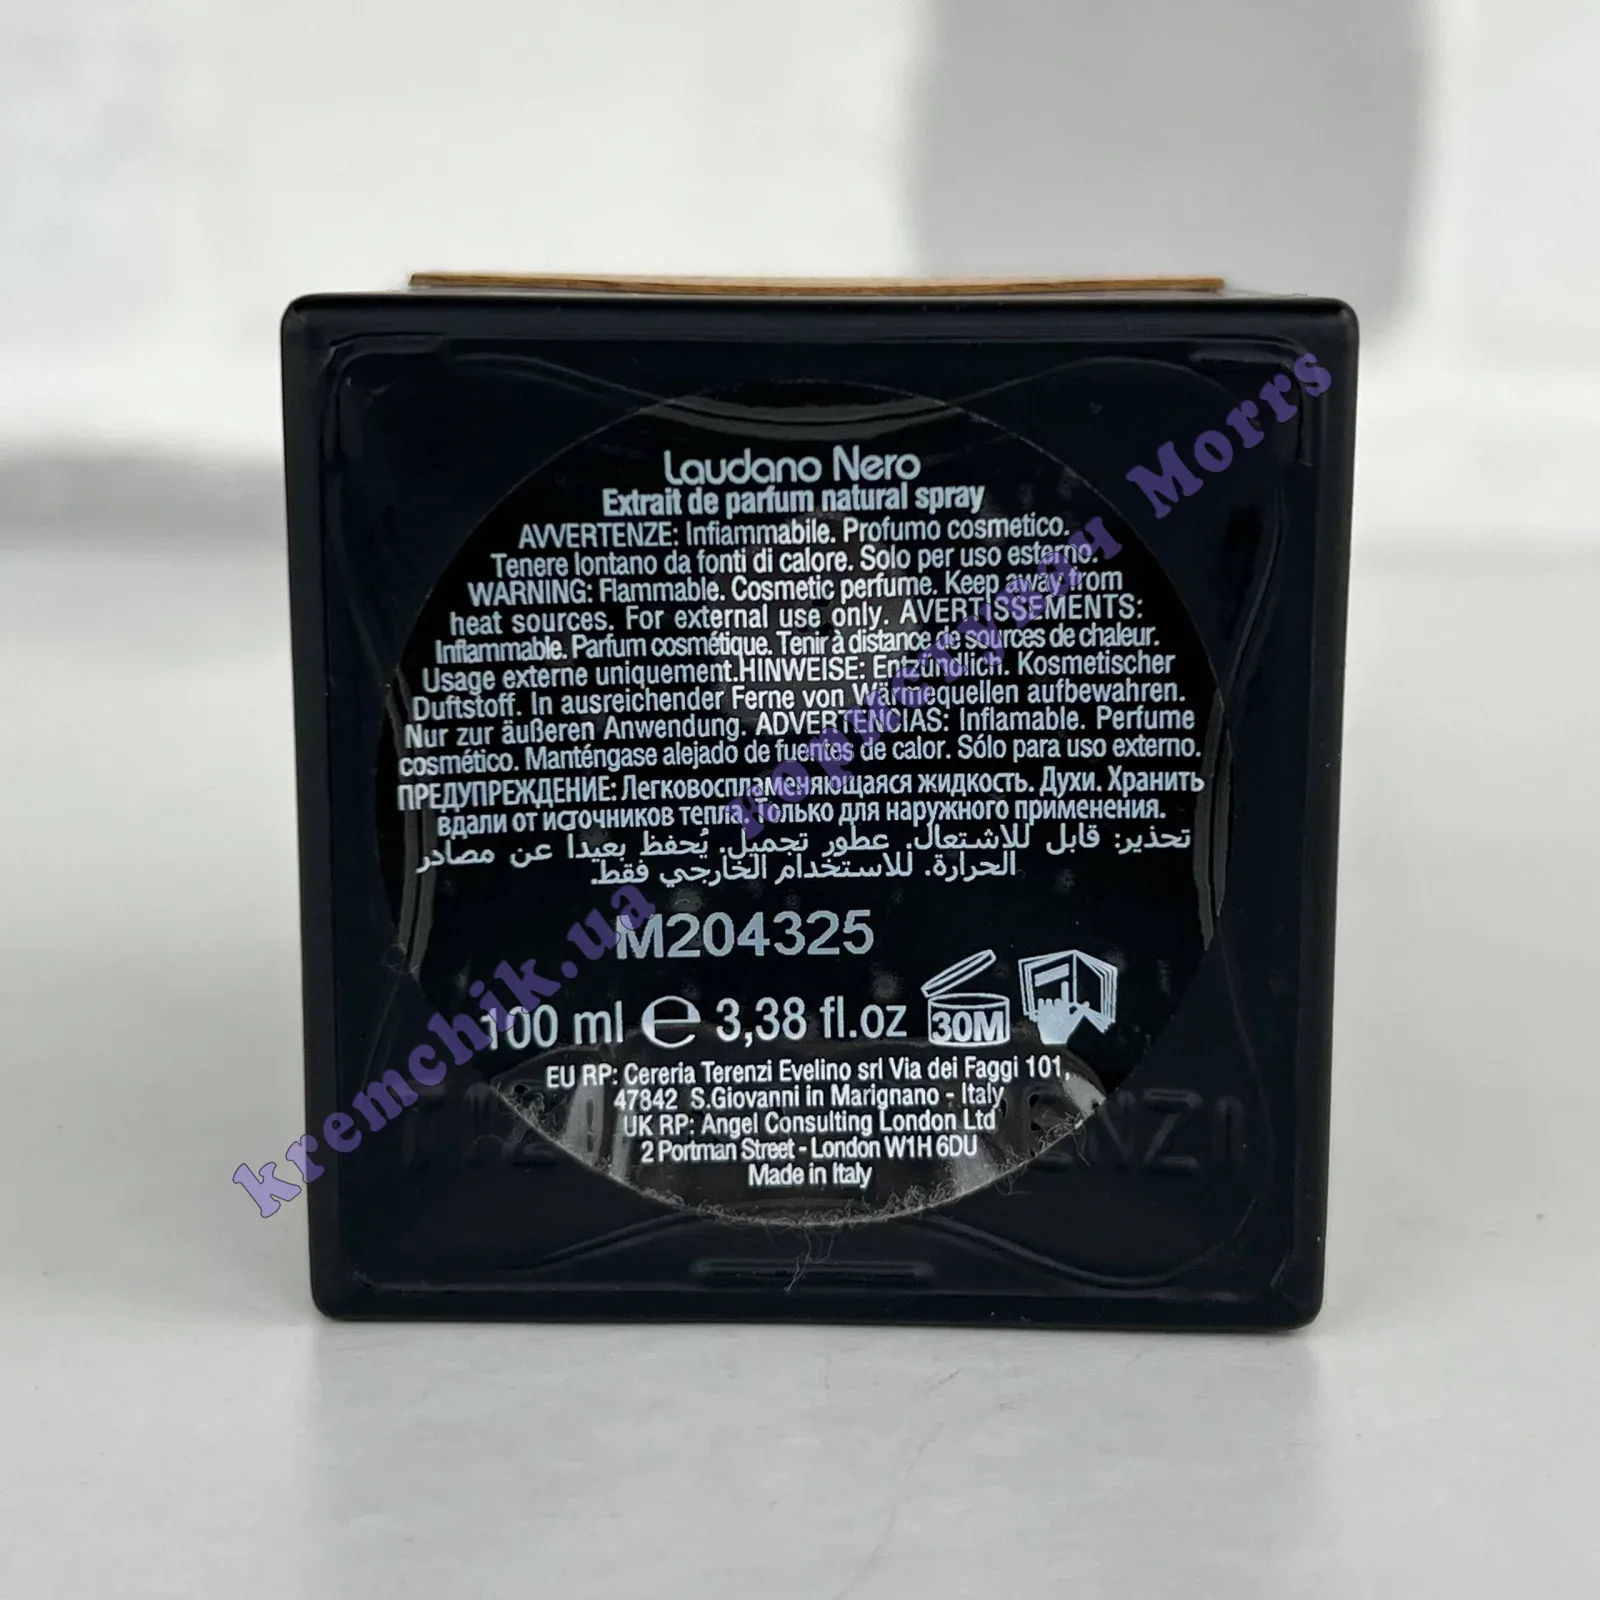 Laudano Nero
Extrait de parfum natural spray
AVVERTENZE: Infiammabile. Profumo cosmetico.
Tenere lontano da fonti di calore. Solo per uso esterno.
WARNING: Flammable. Cosmetic perfume. Keep away from
heat sources. For external use only. AVERTISSEMENTS:
Inflammable. Parfum cosmétique. Tenir à distance de sources de chaleur.
Usage externe uniquement.HINWEISE: Entzündlich. Kosmetischer
Duftstoff. In ausreichender Ferne von Wärmequellen aufbewahren.
Nur zur äußeren Anwendung. ADVERTENCIAS: Inflamable. Perfume
cosmético. Manténgase alejado de fuentes de calor. Sólo para uso externo.
ПРЕДУПРЕЖДЕНИЕ: Легковоспламеняющаяся жидкость. Духи. Хранить
вдали от источников тепла. Только для наружного применения.
تحذير: قابل للاشتعال. عطور تجميل. يُحفظ بعيدا عن مصادر
الحرارة. للاستخدام الخارجي فقط.
M204325
100 ml e 3,38 fl.oz 30M
EU RP: Cereria Terenzi Evelino srl Via dei Faggi 101,
47842 S.Giovanni in Marignano - Italy
UK RP: Angel Consulting London Ltd
2 Portman Street - London W1H 6DU
Made in Italy
kremchik.ua користувач Morrs